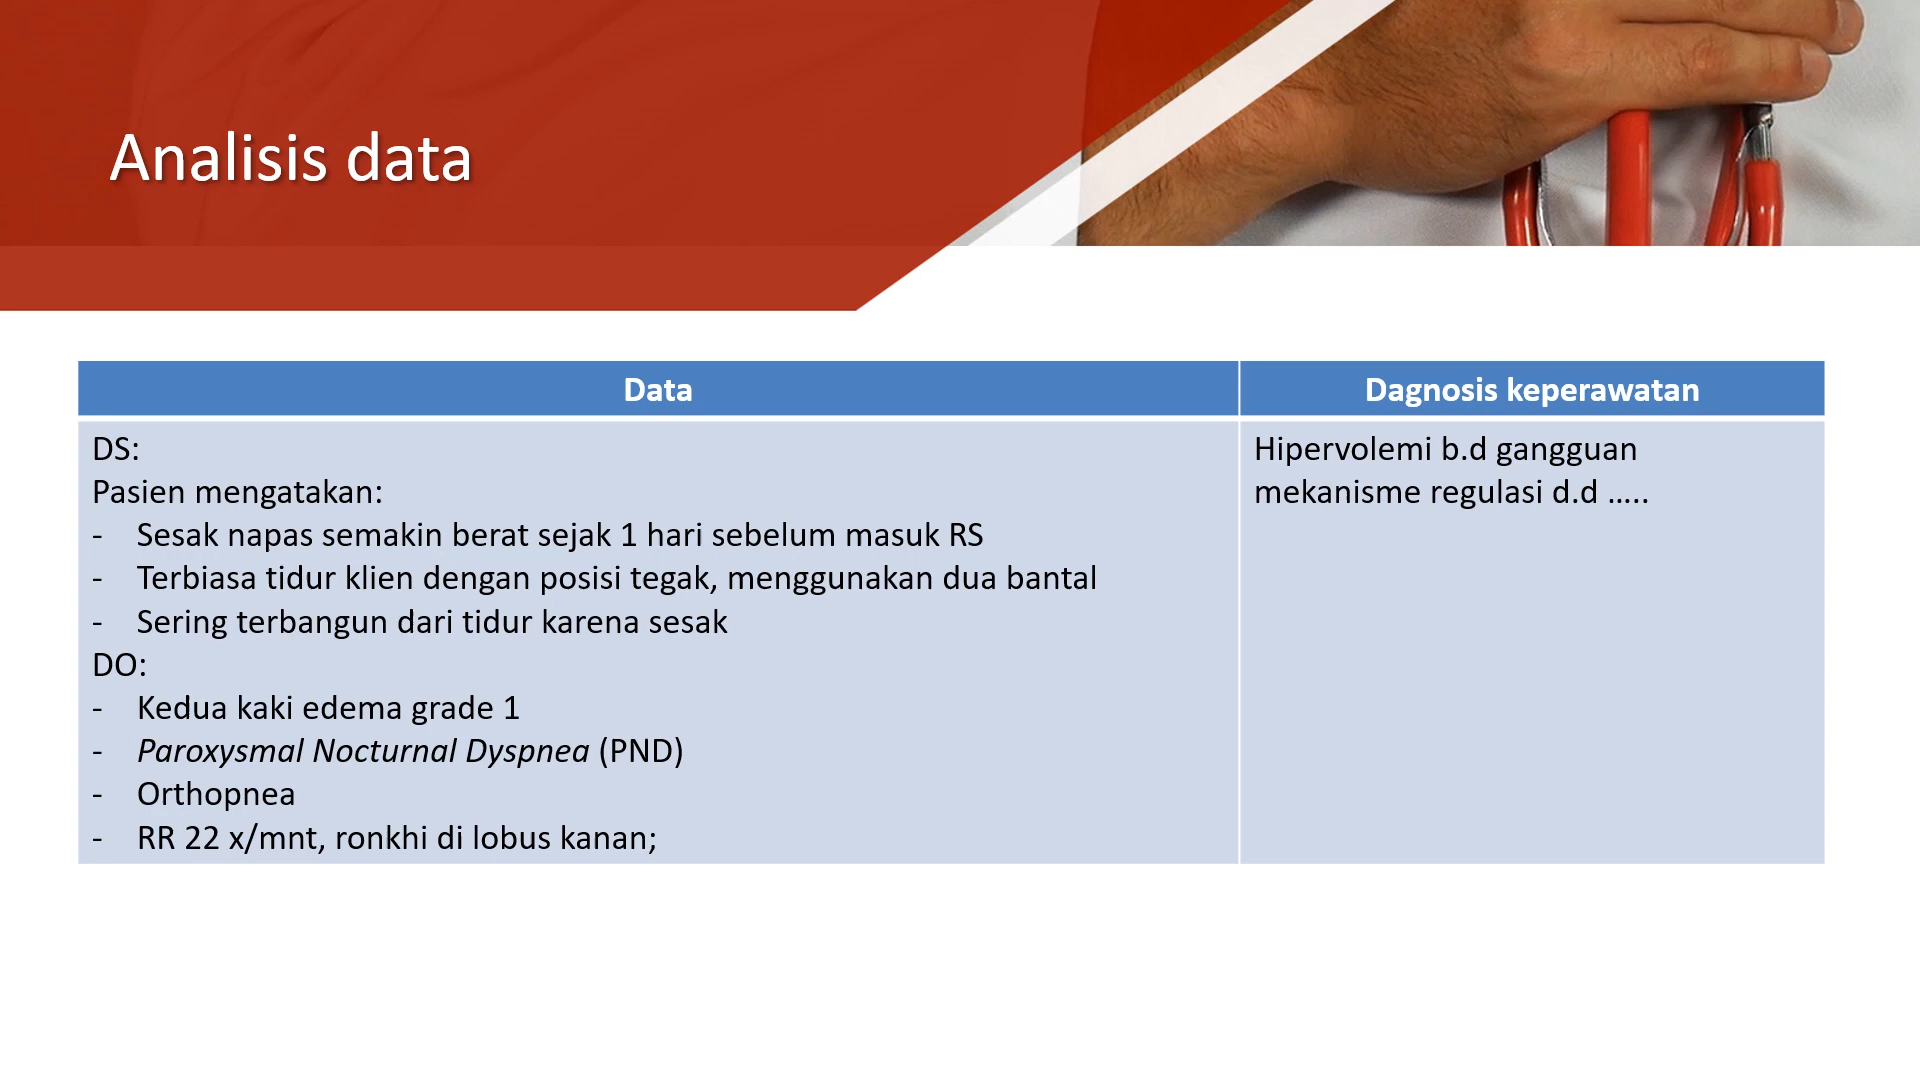 Analisis data
Data
Dagnosis keperawatan
DS:
Pasien mengatakan:
- Sesak napas semakin berat sejak 1 hari sebelum masuk RS
- Terbiasa tidur klien dengan posisi tegak, menggunakan dua bantal
- Sering terbangun dari tidur karena sesak
DO:
- Kedua kaki edema grade 1
- Paroxysmal Nocturnal Dyspnea (PND)
- Orthopnea
- RR 22 x/mnt, ronkhi di lobus kanan;
Hipervolemi b.d gangguan
mekanisme regulasi d.d …..